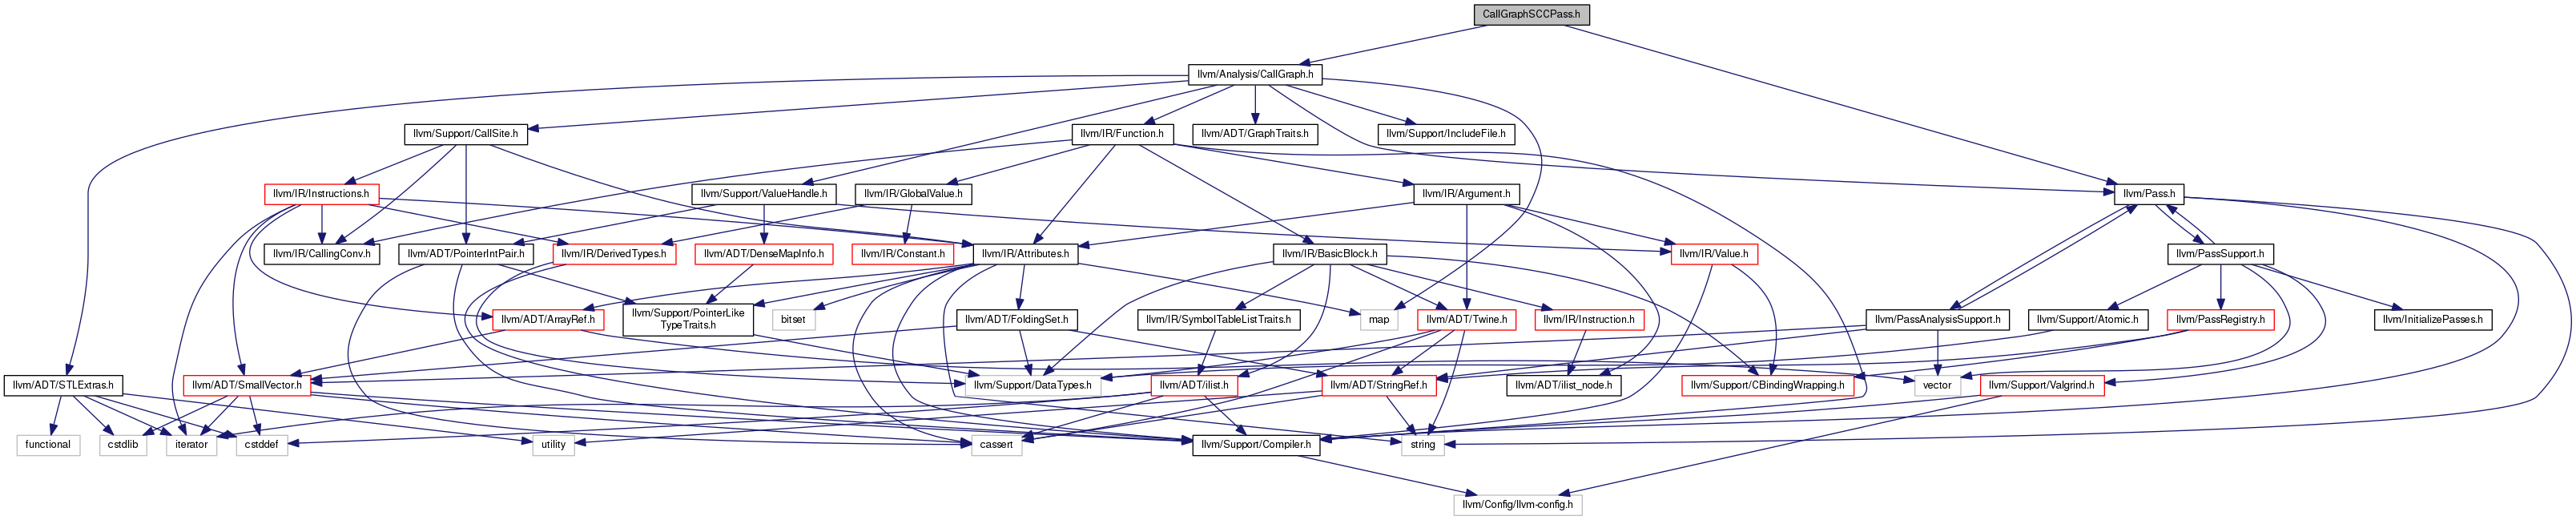 CallGraphSCCPass.h
llvm/Analysis/CallGraph.h
llvm/Support/CallSite.h
llvm/IR/Function.h
llvm/ADT/GraphTraits.h
llvm/Support/IncludeFile.h
llvm/IR/Instructions.h
llvm/Support/ValueHandle.h
llvm/IR/GlobalValue.h
llvm/IR/Argument.h
llvm/Pass.h
llvm/IR/CallingConv.h
llvm/ADT/PointerIntPair.h
llvm/IR/DerivedTypes.h
llvm/ADT/DenseMapInfo.h
llvm/IR/Constant.h
llvm/IR/Attributes.h
llvm/IR/BasicBlock.h
llvm/IR/Value.h
llvm/PassSupport.h
llvm/ADT/ArrayRef.h
llvm/Support/PointerLike
TypeTraits.h
bitset
llvm/ADT/FoldingSet.h
llvm/IR/SymbolTableListTraits.h
map
llvm/ADT/Twine.h
llvm/IR/Instruction.h
llvm/PassAnalysisSupport.h
llvm/Support/Atomic.h
llvm/PassRegistry.h
llvm/InitializePasses.h
llvm/ADT/STLExtras.h
llvm/ADT/SmallVector.h
llvm/Support/DataTypes.h
llvm/ADT/ilist.h
llvm/ADT/StringRef.h
llvm/ADT/ilist_node.h
llvm/Support/CBindingWrapping.h
vector
llvm/Support/Valgrind.h
functional
cstdlib
iterator
cstddef
utility
cassert
llvm/Support/Compiler.h
string
llvm/Config/llvm-config.h